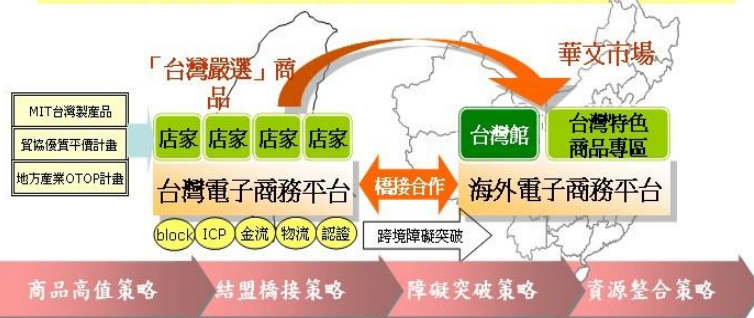 「台灣嚴選」商
品
華文市場
MIT台灣製產品
貿協優質平價計畫
地方產業OTOP計畫
店家
店家
店家
店家
台灣館
台灣特色
商品專區
台灣電子商務平台
橋接合作
海外電子商務平台
block
ICP
金流
物流
認證
跨境障礙突破
商品高值策略
結盟橋接策略
障礙突破策略
資源整合策略